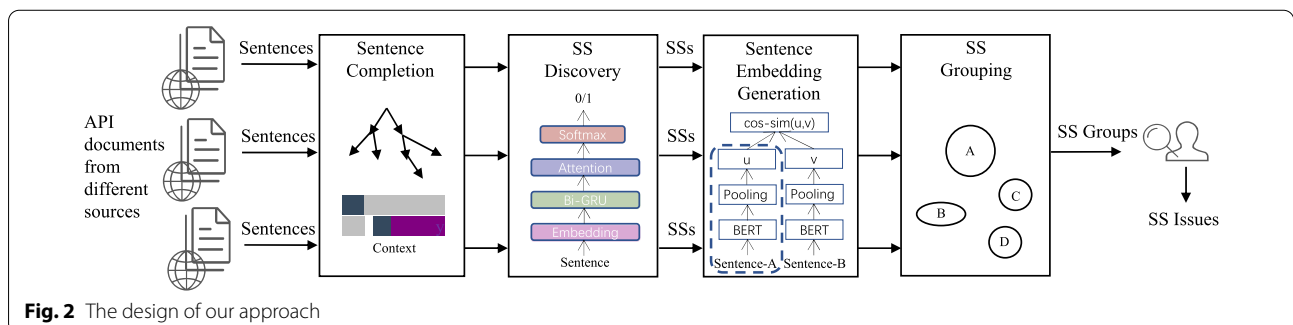 API
documents
from
different
sources
Sentences
Sentences
Sentences
Sentence
Completion
Context
SS
Discovery
0/1
Softmax
Attention
Bi-GRU
Embedding
Sentence
SSs
SSs
SSs
Sentence
Embedding
Generation
cos-sim(u,v)
u
v
Pooling
Pooling
BERT
BERT
Sentence-A
Sentence-B
SS
Grouping
A
B
C
D
SS Groups
SS Issues
Fig. 2 The design of our approach